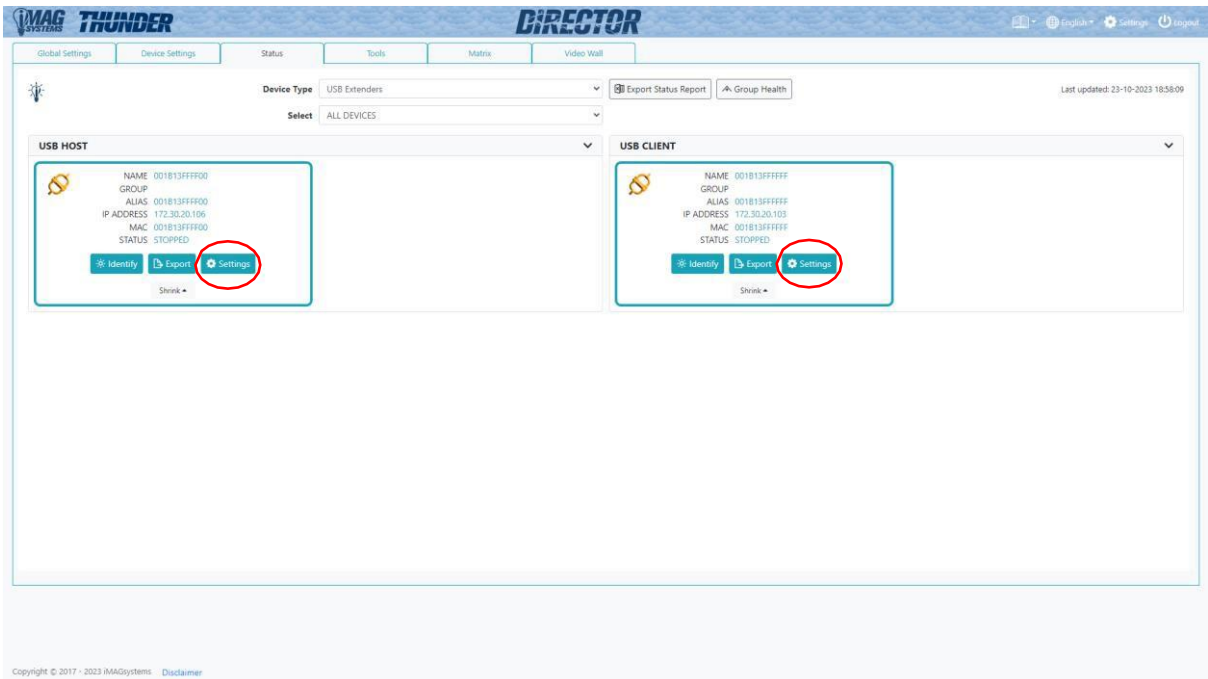 iMAG SYSTEMS THUNDER DiRECTOR English Settings Logout
Global Settings Device Settings Status Tools Matrix Video Wall
Device Type USB Extenders Export Status Report Group Health Last updated: 23-10-2023 18:58:09
Select ALL DEVICES
USB HOST
NAME 001B13FFFF00
GROUP
ALIAS 001B13FFFF00
IP ADDRESS 172.30.20.106
MAC 001B13FFFF00
STATUS STOPPED
Identify Export Settings
Shrink
USB CLIENT
NAME 001B13FFFFFF
GROUP
ALIAS 001B13FFFFFF
IP ADDRESS 172.30.20.103
MAC 001B13FFFFFF
STATUS STOPPED
Identify Export Settings
Shrink
Copyright © 2017 - 2023 iMAGsystems Disclaimer